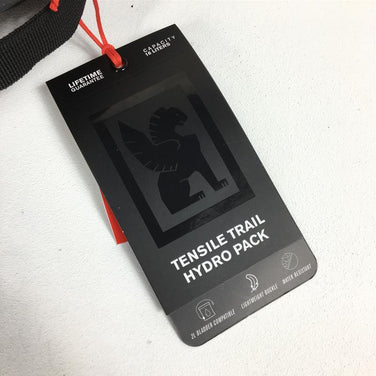 LIFETIME
GUARANTEE
CAPACITY
16 LITERS
TENSILE TRAIL
HYDRO PACK
2L BLADDER COMPATIBLE
LIGHTWEIGHT BUCKLE
WATER RESISTANT